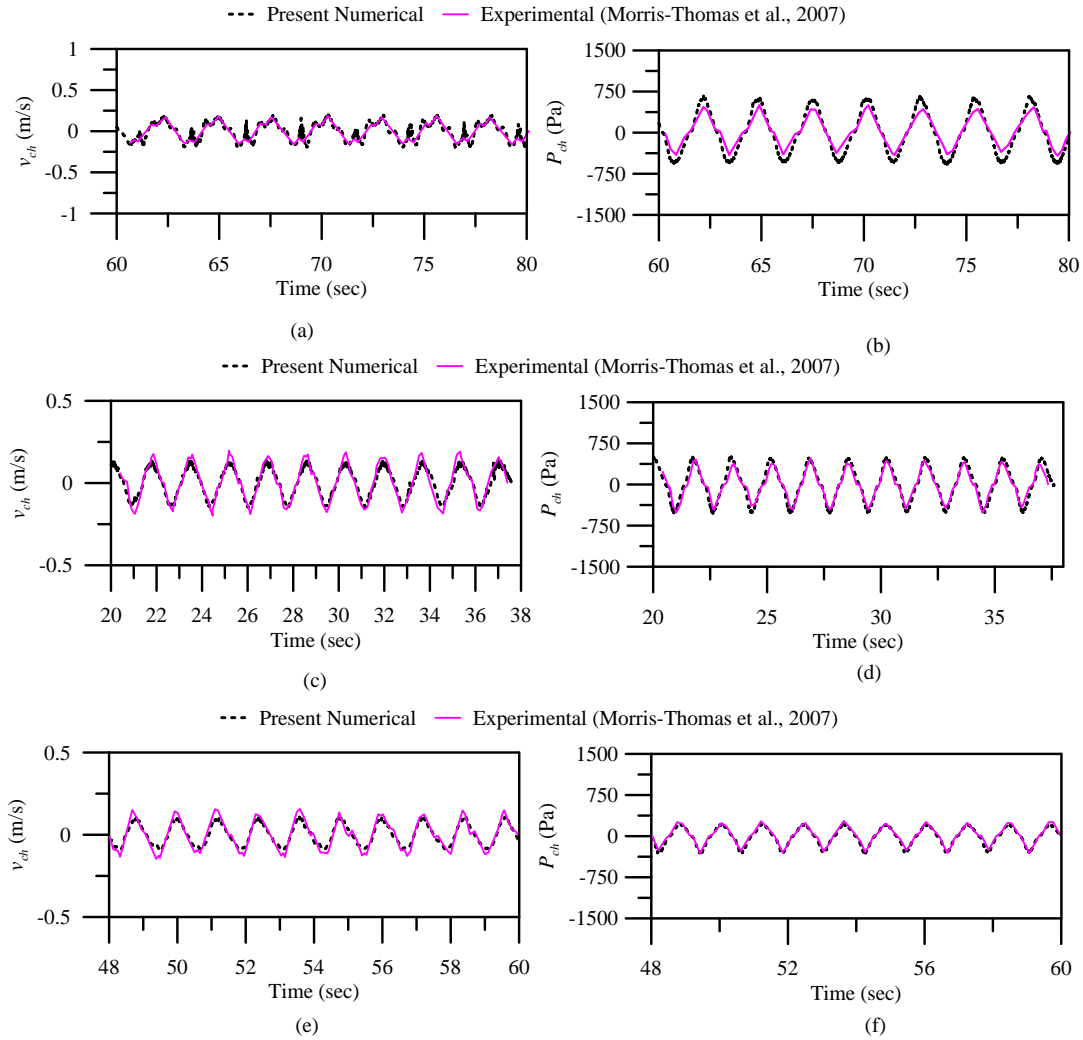 Present Numerical Experimental (Morris-Thomas et al., 2007)
1
0.5
0
-0.5
-1
v_ch (m/s)
60 65 70 75 80
Time (sec)
(a)
1500
750
0
-750
-1500
P_ch (Pa)
60 65 70 75 80
Time (sec)
(b)
Present Numerical Experimental (Morris-Thomas et al., 2007)
0.5
0
-0.5
v_ch (m/s)
20 22 24 26 28 30 32 34 36 38
Time (sec)
(c)
1500
750
0
-750
-1500
P_ch (Pa)
20 25 30 35
Time (sec)
(d)
Present Numerical Experimental (Morris-Thomas et al., 2007)
0.5
0
-0.5
v_ch (m/s)
48 50 52 54 56 58 60
Time (sec)
(e)
1500
750
0
-750
-1500
P_ch (Pa)
48 52 56 60
Time (sec)
(f)